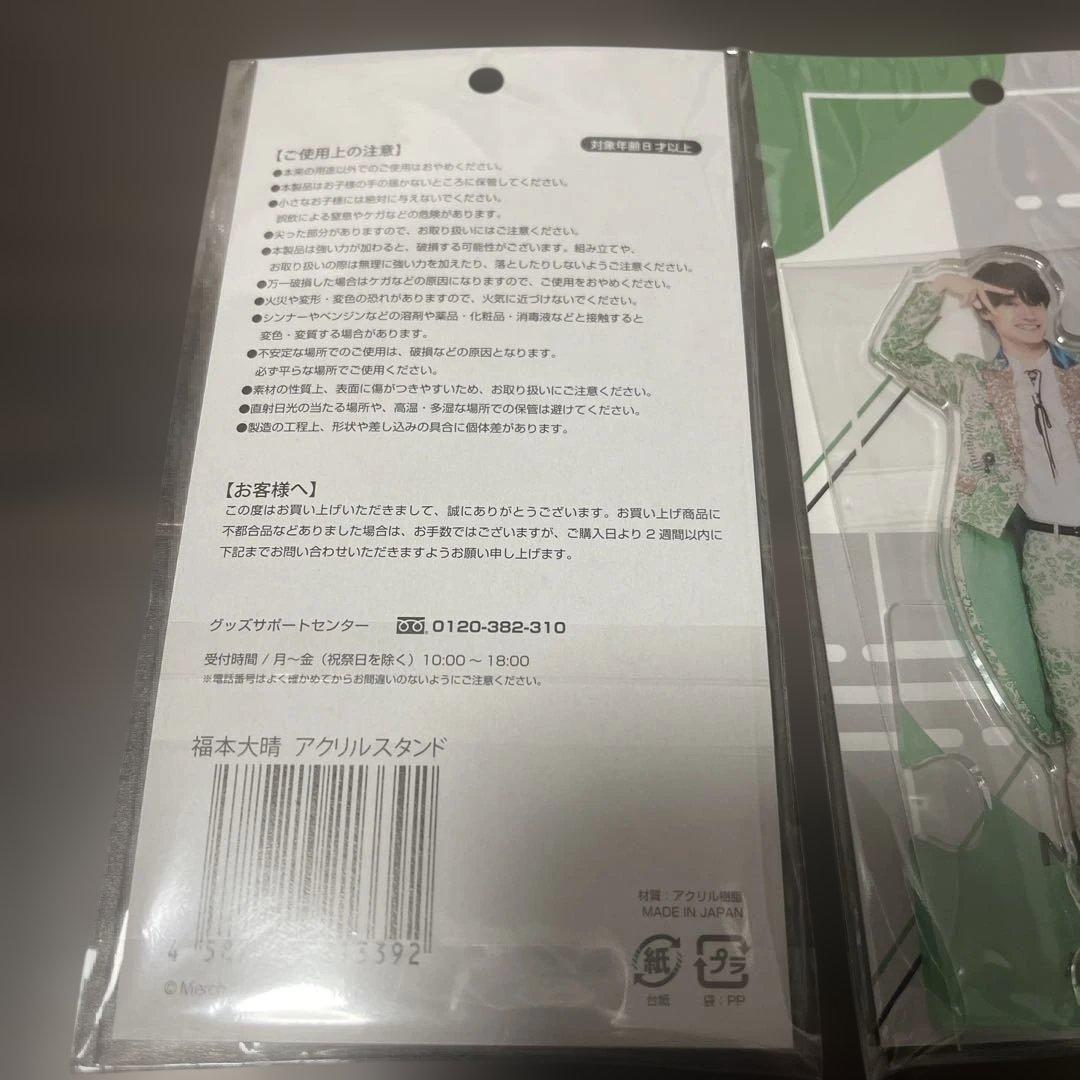 【ご使用上の注意】
対象年齢8才以上
●本来の用途以外でのご使用はおやめください。
●本製品はお子様の手の届かないところに保管してください。
●小さなお子様には絶対に与えないでください。
誤飲による窒息やケガなどの危険があります。
●尖った部分がありますので、お取り扱いにはご注意ください。
●本製品は強い力が加わると、破損する可能性がございます。組み立てや、
お取り扱いの際は無理に強い力を加えたり、落としたりしないようご注意ください。
●万一破損した場合はケガなどの原因になりますので、ご使用をおやめください。
●火災や変形・変色の恐れがありますので、火気に近づけないでください。
●シンナーやベンジンなどの溶剤や薬品・化粧品・消毒液などと接触すると
変色・変質する場合があります。
●不安定な場所でのご使用は、破損などの原因となります。
必ず平らな場所でご使用ください。
●素材の性質上、表面に傷がつきやすいため、お取り扱いにご注意ください。
●直射日光の当たる場所や、高温・多湿な場所での保管は避けてください。
●製造の工程上、形状や差し込みの具合に個体差があります。
【お客様へ】
この度はお買い上げいただきまして、誠にありがとうございます。お買い上げ商品に
不都合品などありました場合は、お手数ではございますが、ご購入日より2週間以内に
下記までお問い合わせいただきますようお願い申し上げます。
グッズサポートセンター 0120-382-310
受付時間 / 月～金（祝祭日を除く）10:00～18:00
※電話番号はよく確かめてからお間違いのないようにご注意ください。
福本大晴 アクリルスタンド
材質：アクリル樹脂
MADE IN JAPAN
紙 プラ
台紙 袋：PP